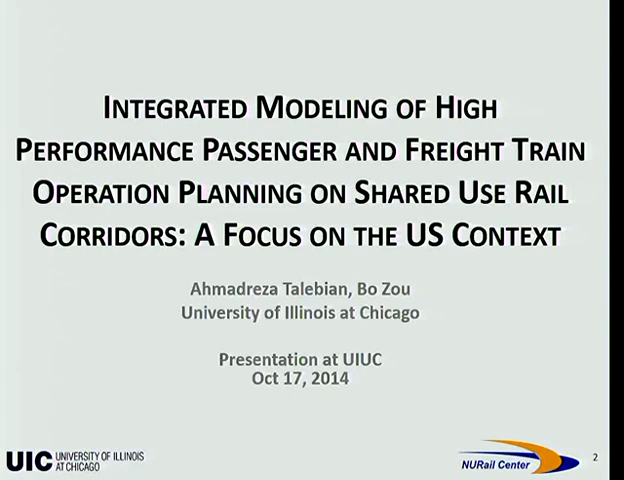 INTEGRATED MODELING OF HIGH
PERFORMANCE PASSENGER AND FREIGHT TRAIN
OPERATION PLANNING ON SHARED USE RAIL
CORRIDORS: A FOCUS ON THE US CONTEXT
Ahmadreza Talebian, Bo Zou
University of Illinois at Chicago
Presentation at UIUC
Oct 17, 2014
UIC UNIVERSITY OF ILLINOIS
AT CHICAGO
NURail Center
2